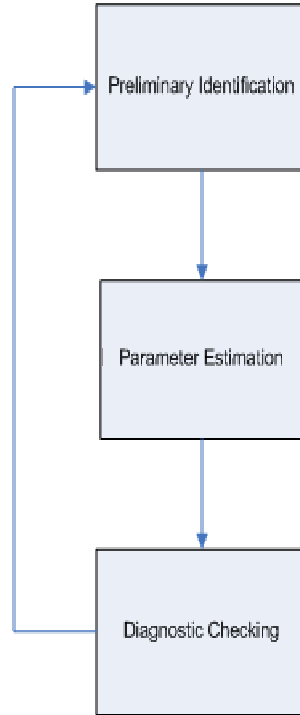 Preliminary Identification
Parameter Estimation
Diagnostic Checking